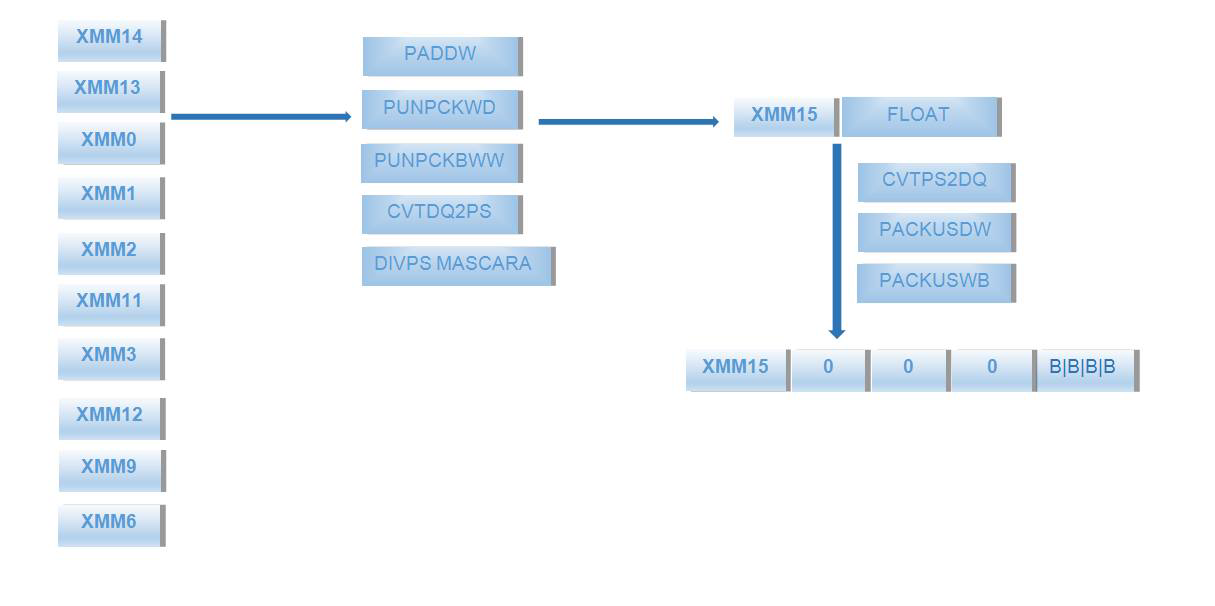 XMM14
XMM13
XMM0
XMM1
XMM2
XMM11
XMM3
XMM12
XMM9
XMM6
PADDW
PUNPCKWD
PUNPCKBWW
CVTDQ2PS
DIVPS MASCARA
XMM15 FLOAT
CVTPS2DQ
PACKUSDW
PACKUSWB
XMM15 0 0 0 B|B|B|B